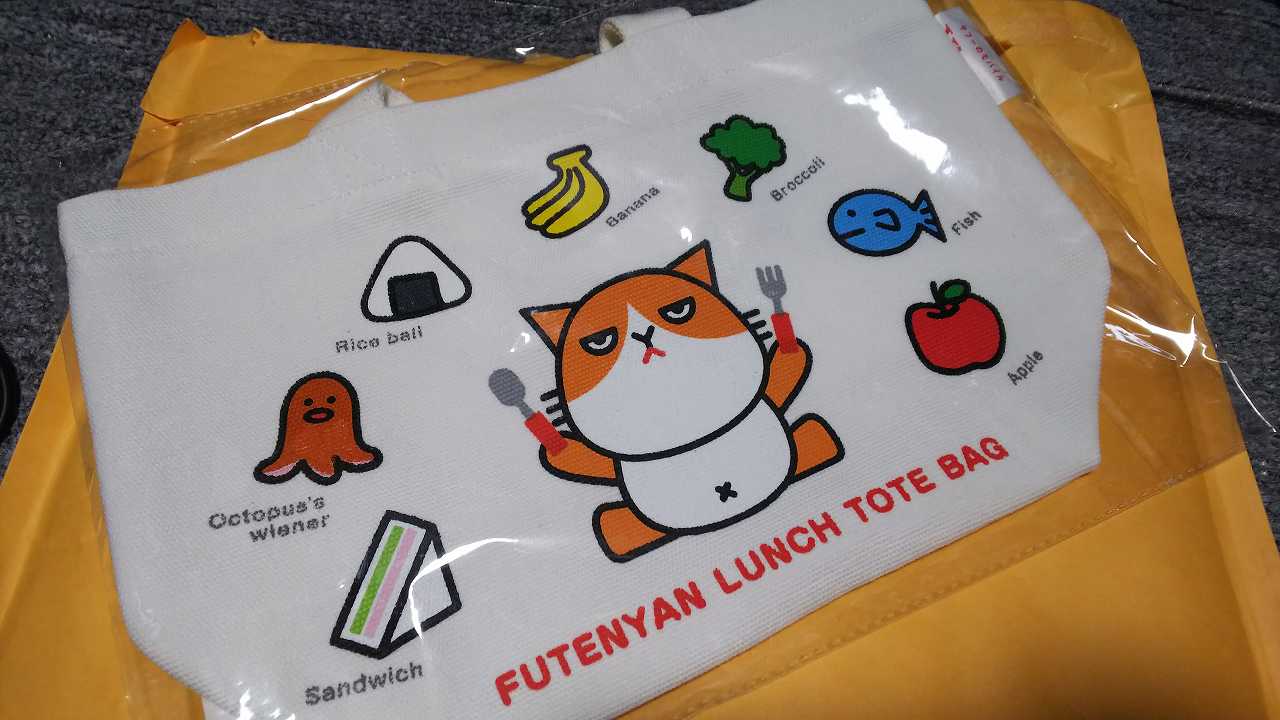 Banana
Broccoli
Fish
Rice ball
Apple
Octopus's
wiener
Sandwich
FUTENYAN LUNCH TOTE BAG